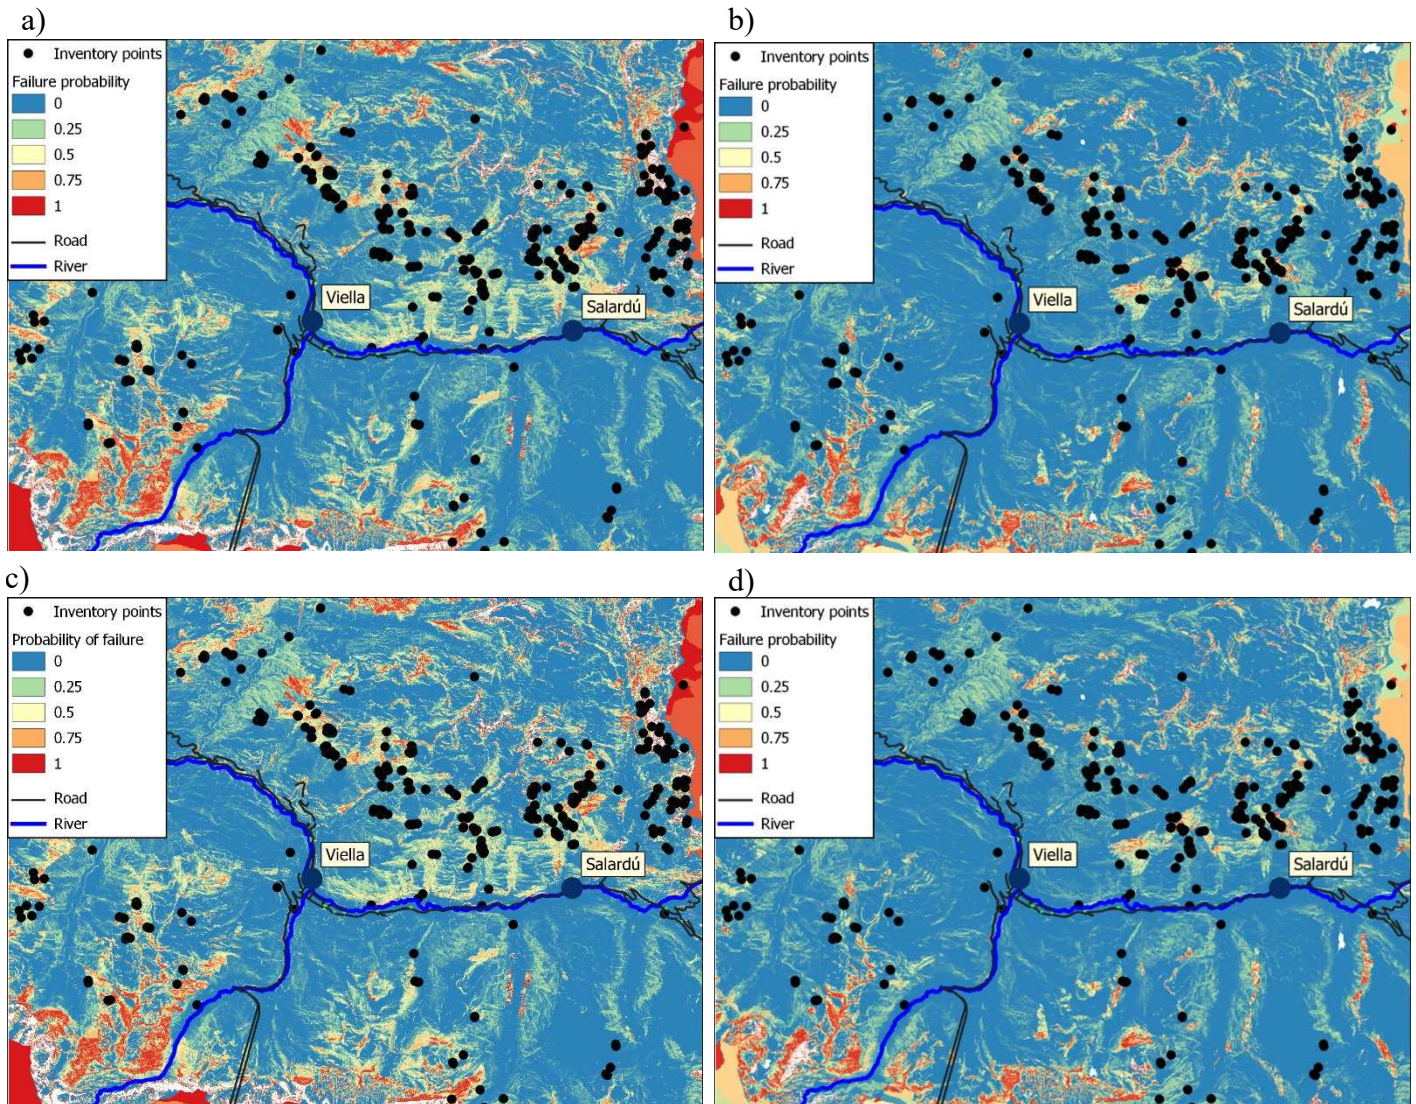 a)
Inventory points
Failure probability
0
0.25
0.5
0.75
1
Road
River
Viella
Salardú
b)
Inventory points
Failure probability
0
0.25
0.5
0.75
1
Road
River
Viella
Salardú
c)
Inventory points
Probability of failure
0
0.25
0.5
0.75
1
Road
River
Viella
Salardú
d)
Inventory points
Failure probability
0
0.25
0.5
0.75
1
Road
River
Viella
Salardú